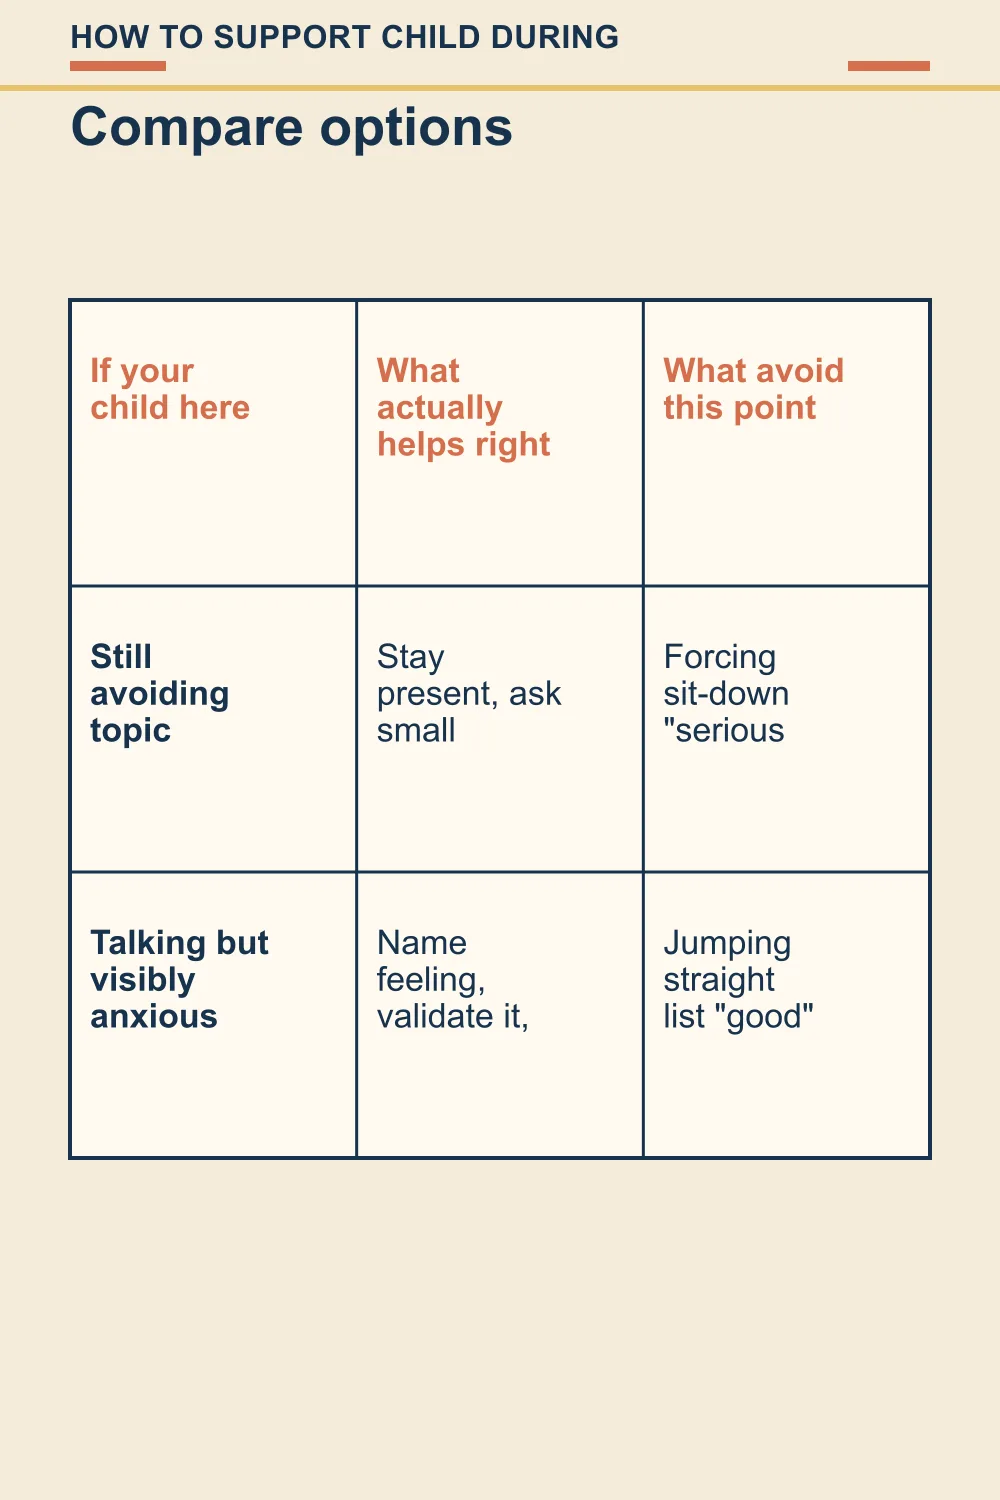 HOW TO SUPPORT CHILD DURING
Compare options
If your
child here
What
actually
helps right
What avoid
this point
Still
avoiding
topic
Stay
present, ask
small
Forcing
sit-down
"serious
Talking but
visibly
anxious
Name
feeling,
validate it,
Jumping
straight
list "good"